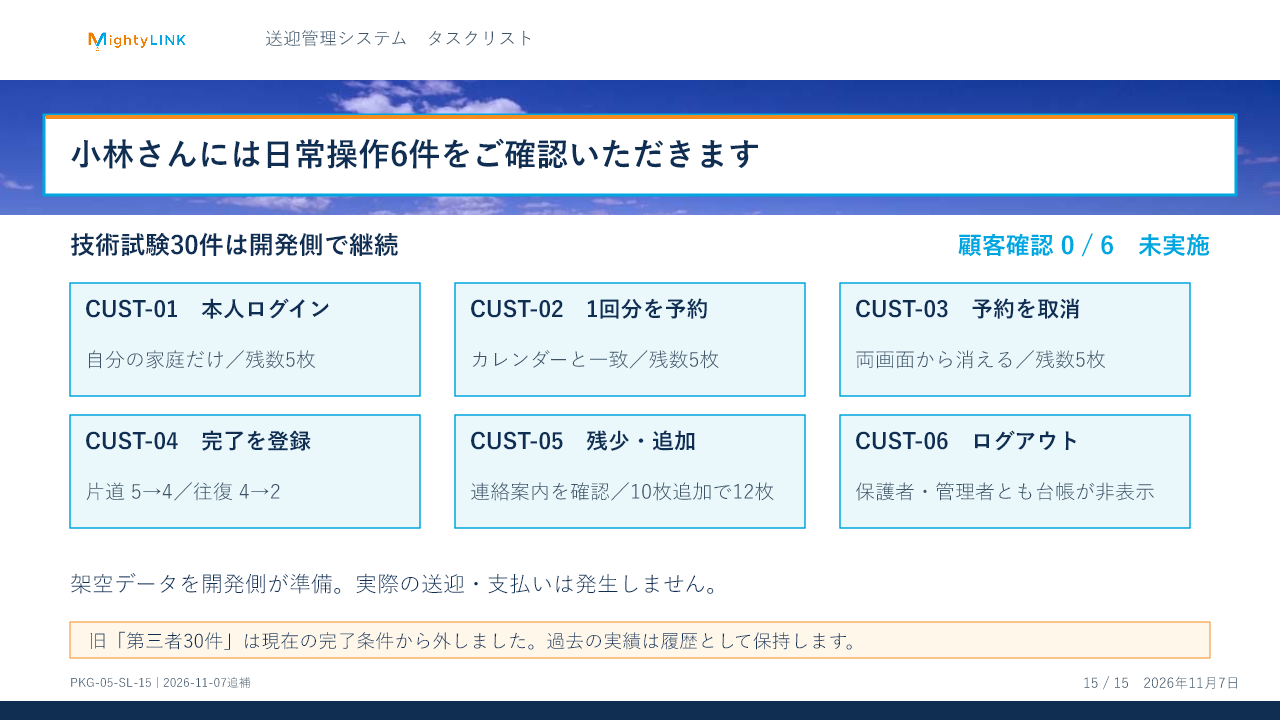 MightyLINK
送迎管理システム　タスクリスト
小林さんには日常操作6件をご確認いただきます
技術試験30件は開発側で継続
顧客確認 0 / 6　未実施
CUST-01　本人ログイン
自分の家庭だけ／残数5枚
CUST-02　1回分を予約
カレンダーと一致／残数5枚
CUST-03　予約を取消
両画面から消える／残数5枚
CUST-04　完了を登録
片道 5→4／往復 4→2
CUST-05　残少・追加
連絡案内を確認／10枚追加で12枚
CUST-06　ログアウト
保護者・管理者とも台帳が非表示
架空データを開発側が準備。実際の送迎・支払いは発生しません。
旧「第三者30件」は現在の完了条件から外しました。過去の実績は履歴として保持します。
PKG-05-SL-15 | 2026-11-07追補
15 / 15　2026年11月7日